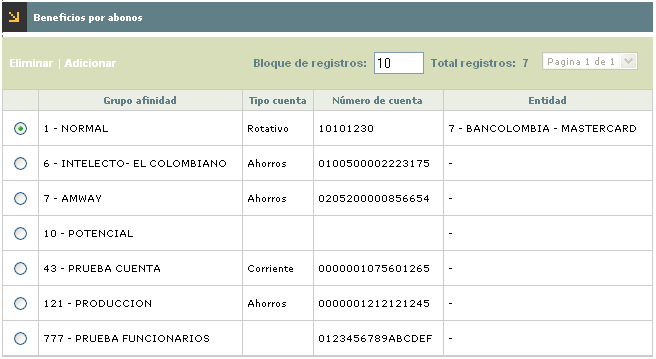 Beneficios por abonos
Eliminar | Adicionar Bloque de registros: 10 Total registros: 7 Pagina 1 de 1
Grupo afinidad Tipo cuenta Número de cuenta Entidad
1 - NORMAL Rotativo 10101230 7 - BANCOLOMBIA - MASTERCARD
6 - INTELECTO- EL COLOMBIANO Ahorros 0100500002223175 -
7 - AMWAY Ahorros 0205200000856654 -
10 - POTENCIAL -
43 - PRUEBA CUENTA Corriente 0000001075601265 -
121 - PRODUCCION Ahorros 0000001212121245 -
777 - PRUEBA FUNCIONARIOS 0123456789ABCDEF -